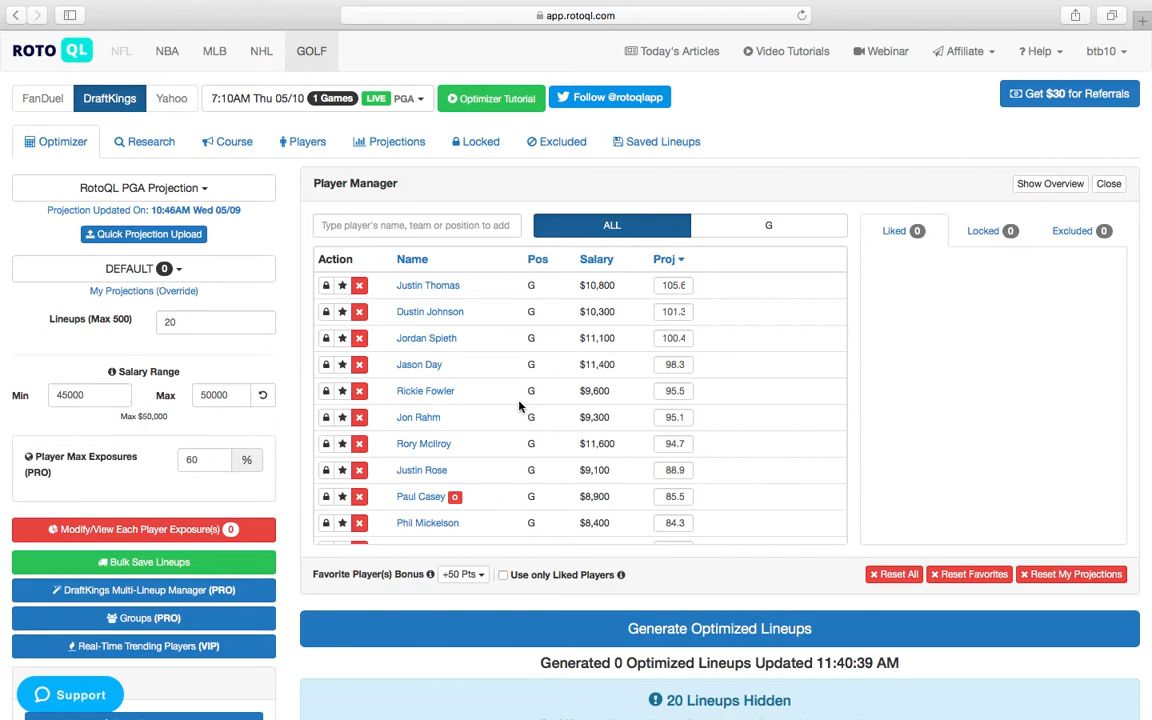 app.rotoql.com
ROTO QL NFL NBA MLB NHL GOLF Today's Articles Video Tutorials Webinar Affiliate ? Help btb10
FanDuel DraftKings Yahoo 7:10AM Thu 05/10 1 Games LIVE PGA Optimizer Tutorial Follow @rotoqlapp Get $30 for Referrals
Optimizer Research Course Players Projections Locked Excluded Saved Lineups
RotoQL PGA Projection
Projection Updated On: 10:46AM Wed 05/09
Quick Projection Upload
DEFAULT 0
My Projections (Override)
Lineups (Max 500) 20
Salary Range
Min 45000 Max 50000
Max $50,000
Player Max Exposures
(PRO)
60 %
Modify/View Each Player Exposure(s) 0
Bulk Save Lineups
DraftKings Multi-Lineup Manager (PRO)
Groups (PRO)
Real-Time Trending Players (VIP)
Support
Player Manager Show Overview Close
Type player's name, team or position to add ALL G
Liked 0 Locked 0 Excluded 0
Action Name Pos Salary Proj
Justin Thomas G $10,800 105.6
Dustin Johnson G $10,300 101.3
Jordan Spieth G $11,100 100.4
Jason Day G $11,400 98.3
Rickie Fowler G $9,600 95.5
Jon Rahm G $9,300 95.1
Rory McIlroy G $11,600 94.7
Justin Rose G $9,100 88.9
Paul Casey O G $8,900 85.5
Phil Mickelson G $8,400 84.3
Favorite Player(s) Bonus +50 Pts Use only Liked Players Reset All Reset Favorites Reset My Projections
Generate Optimized Lineups
Generated 0 Optimized Lineups Updated 11:40:39 AM
20 Lineups Hidden